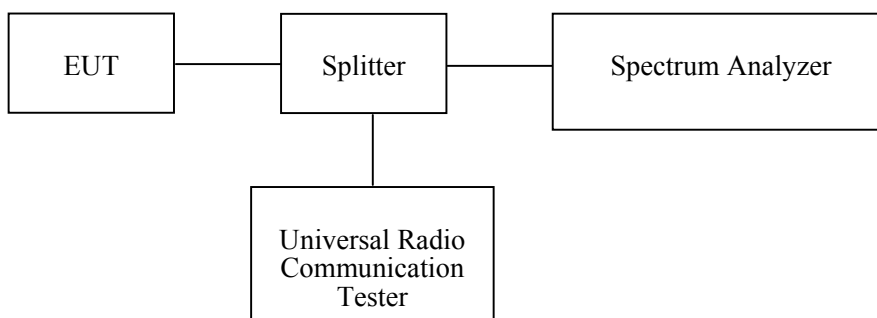 EUT
Splitter
Spectrum Analyzer
Universal Radio
Communication
Tester